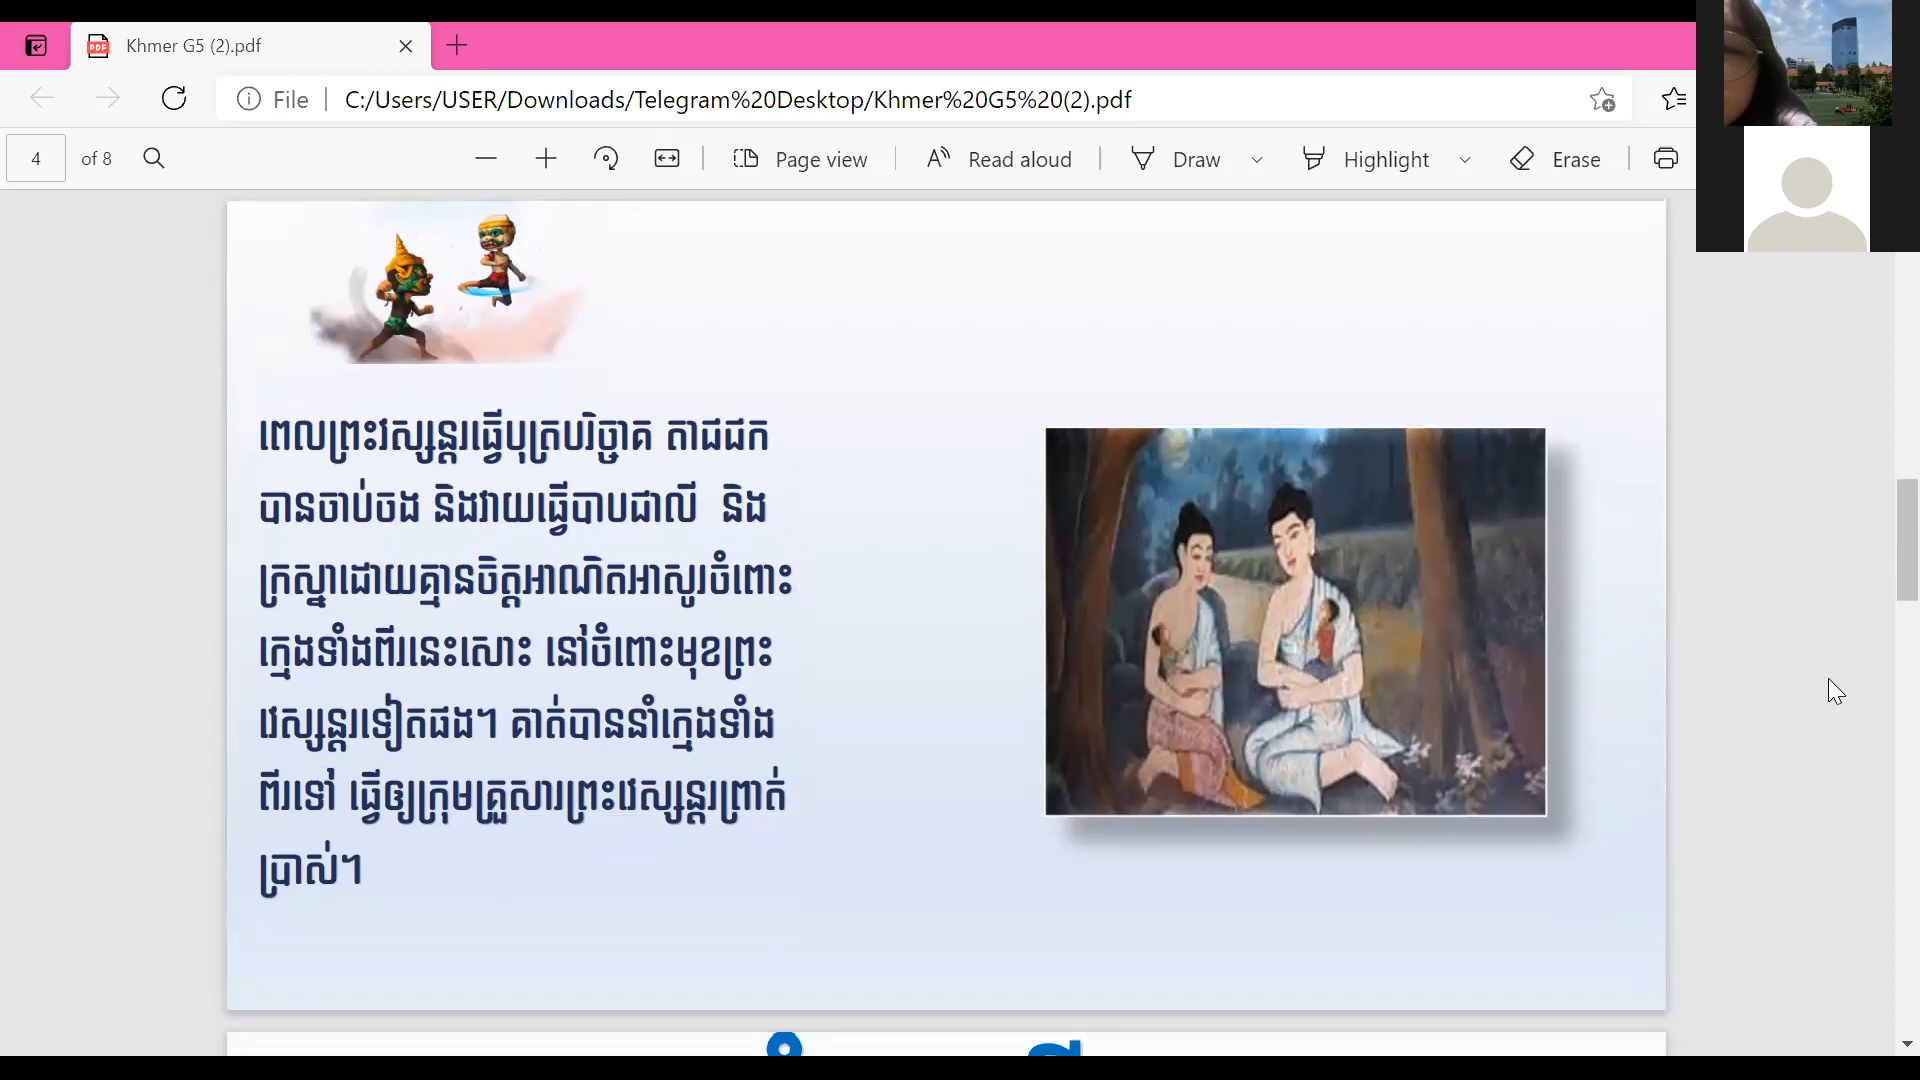 Khmer G5 (2).pdf
File
C:/Users/USER/Downloads/Telegram%20Desktop/Khmer%20G5%20(2).pdf
4 of 8
Page view
Read aloud
Draw
Highlight
Erase
ពេលព្រះវស្សន្តរធ្វើបុត្របរិច្ចាគ តាជជក
បានចាប់ចង និងវាយធ្វើបាបជាលី និង
ក្រស្នាដោយគ្មានចិត្តអាណិតអាសូរចំពោះ
ក្មេងទាំងពីរនេះសោះ នៅចំពោះមុខព្រះ
វេស្សន្តរទៀតផង។ គាត់បាននាំក្មេងទាំង
ពីរទៅ ធ្វើឲ្យក្រុមគ្រួសារព្រះវេស្សន្តរព្រាត់
ប្រាស់។